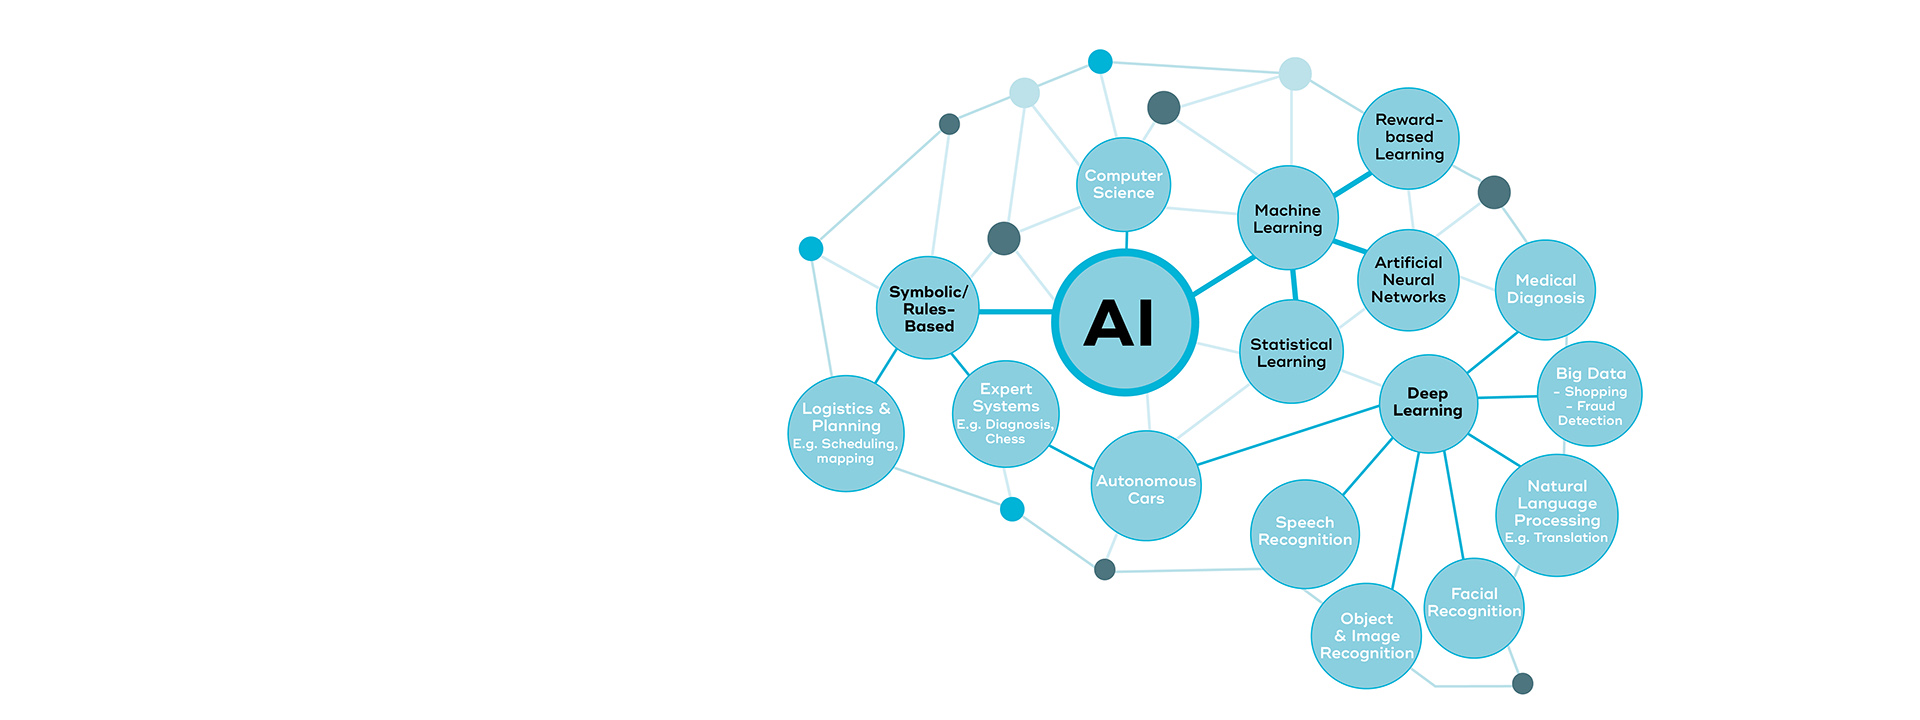 Reward-
based
Learning
Computer
Science
Machine
Learning
Artificial
Neural
Networks
Medical
Diagnosis
Symbolic/
Rules-
Based
AI
Statistical
Learning
Deep
Learning
Big Data
- Shopping
- Fraud
Detection
Expert
Systems
E.g. Diagnosis,
Chess
Logistics &
Planning
E.g. Scheduling,
mapping
Autonomous
Cars
Speech
Recognition
Natural
Language
Processing
E.g. Translation
Object
& Image
Recognition
Facial
Recognition